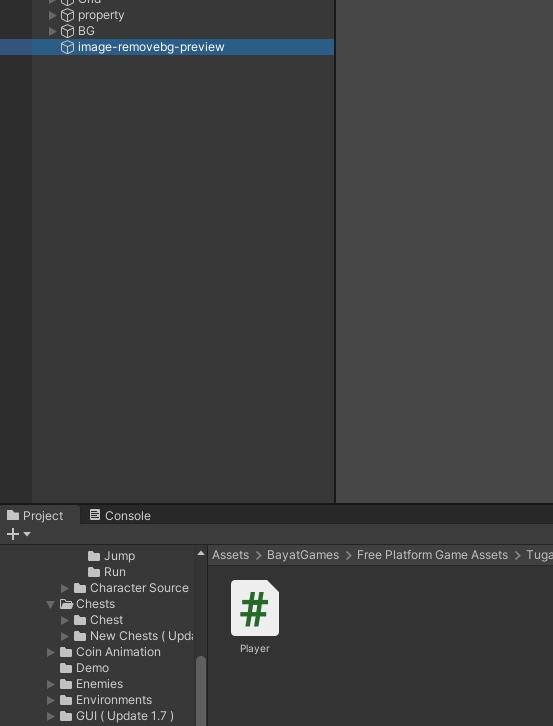 property
BG
image-removebg-preview
Project
Console
Jump
Run
Assets > BayatGames > Free Platform Game Assets > Tuga
Character Source
Chests
Chest
New Chests ( Upda
Coin Animation
Demo
Enemies
Environments
GUI ( Update 1.7 )
#
Player